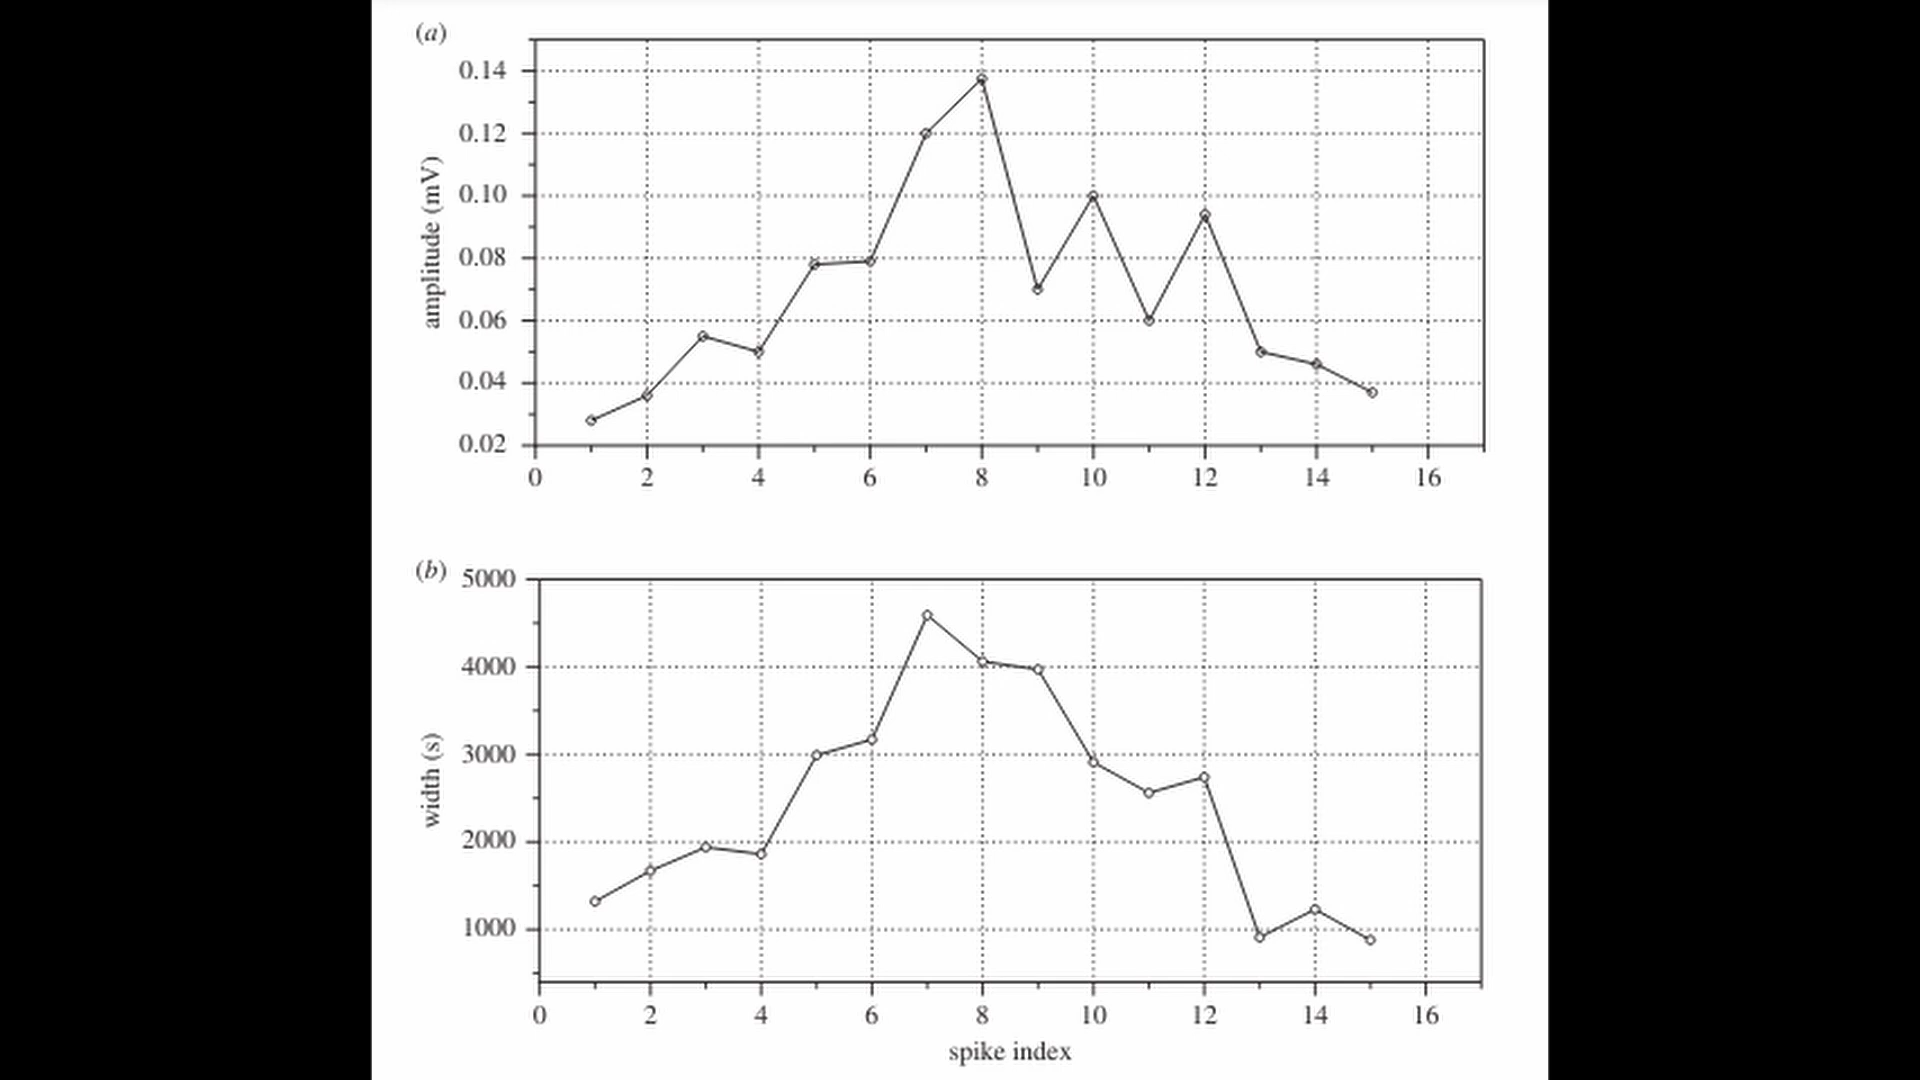 (a)
0.14
0.12
0.10
0.08
0.06
0.04
0.02
amplitude (mV)
0 2 4 6 8 10 12 14 16
(b)
5000
4000
3000
2000
1000
width (s)
0 2 4 6 8 10 12 14 16
spike index